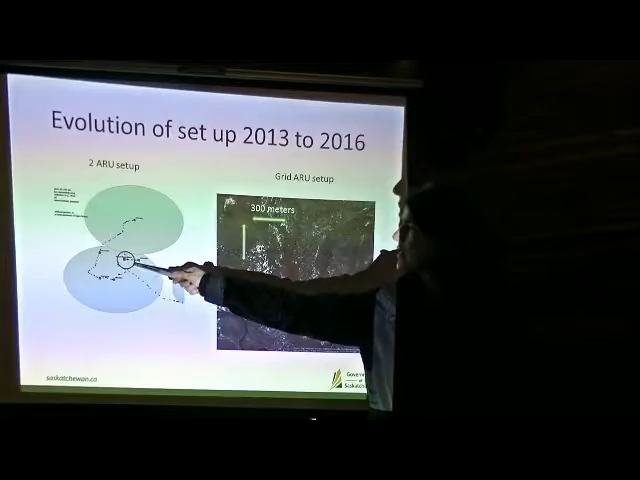 Evolution of set up 2013 to 2016
2 ARU setup
Grid ARU setup
300 meters
saskatchewan.ca